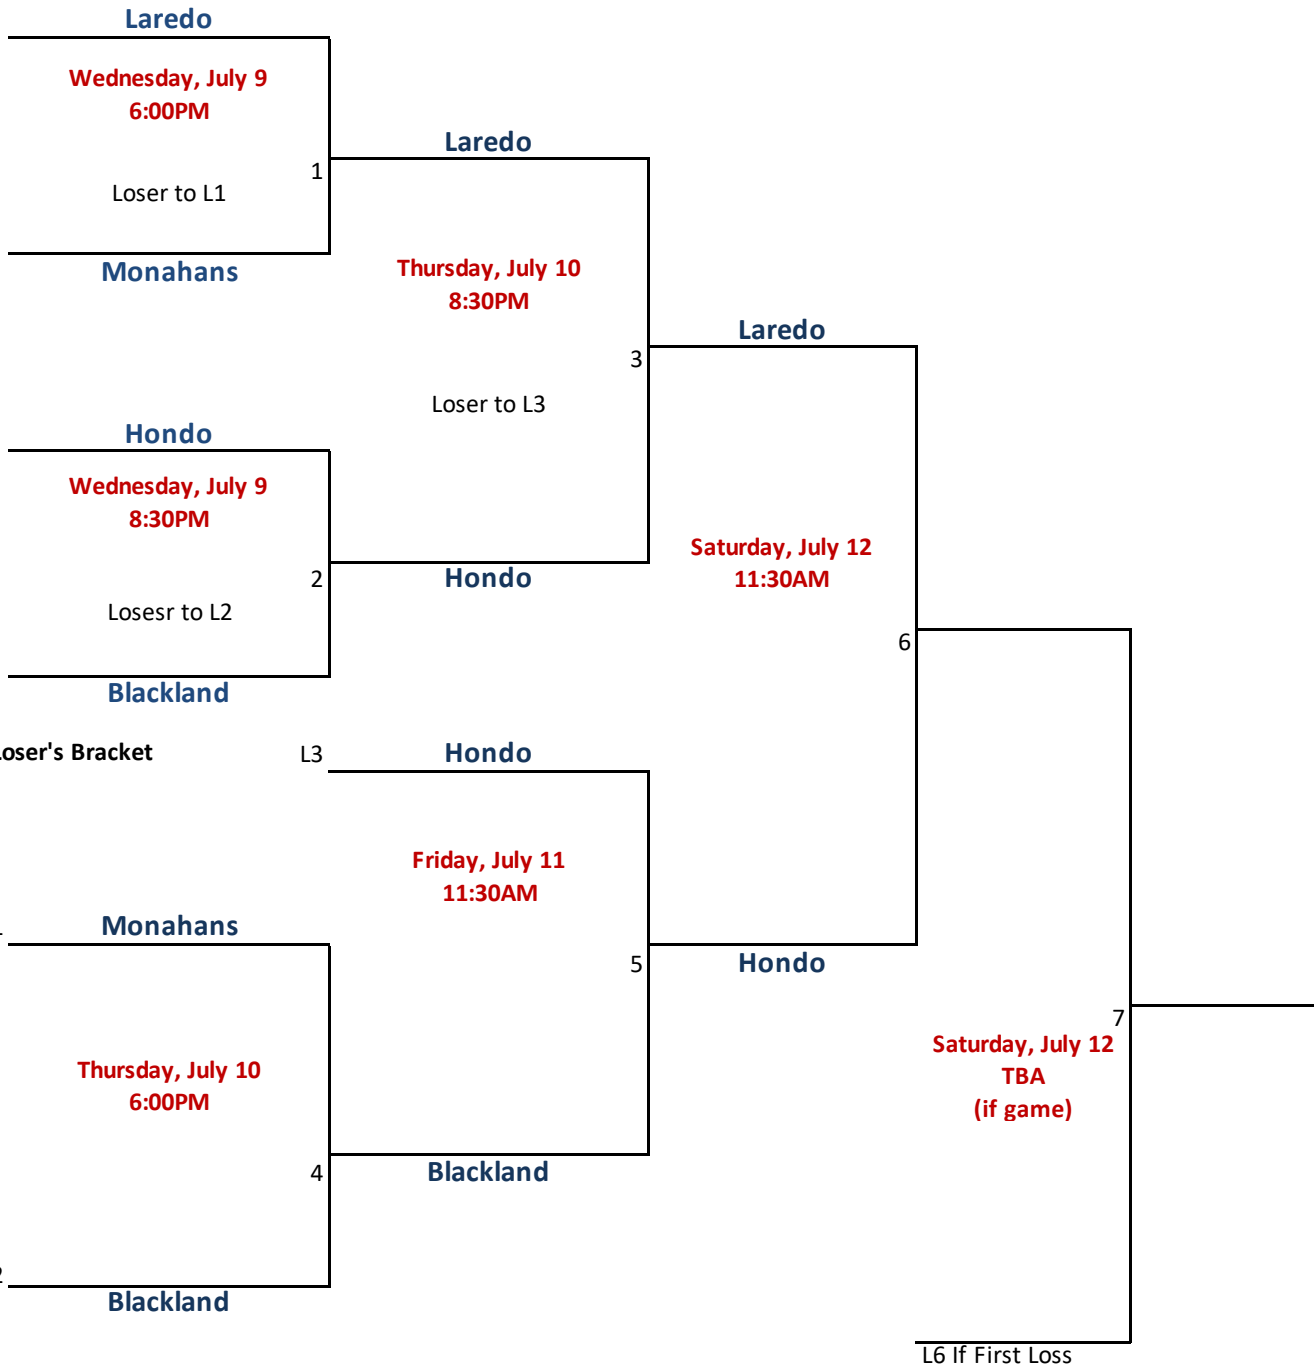 Laredo
Wednesday, July 9
6:00PM
1
Loser to L1
Monahans
Laredo
Thursday, July 10
8:30PM
3
Loser to L3
Laredo
Hondo
Wednesday, July 9
8:30PM
2
Losesr to L2
Blackland
Hondo
Saturday, July 12
11:30AM
6
oser's Bracket
L3
Hondo
Friday, July 11
11:30AM
5
Hondo
Monahans
Thursday, July 10
6:00PM
4
Blackland
2
Blackland
7
Saturday, July 12
TBA
(if game)
L6 If First Loss